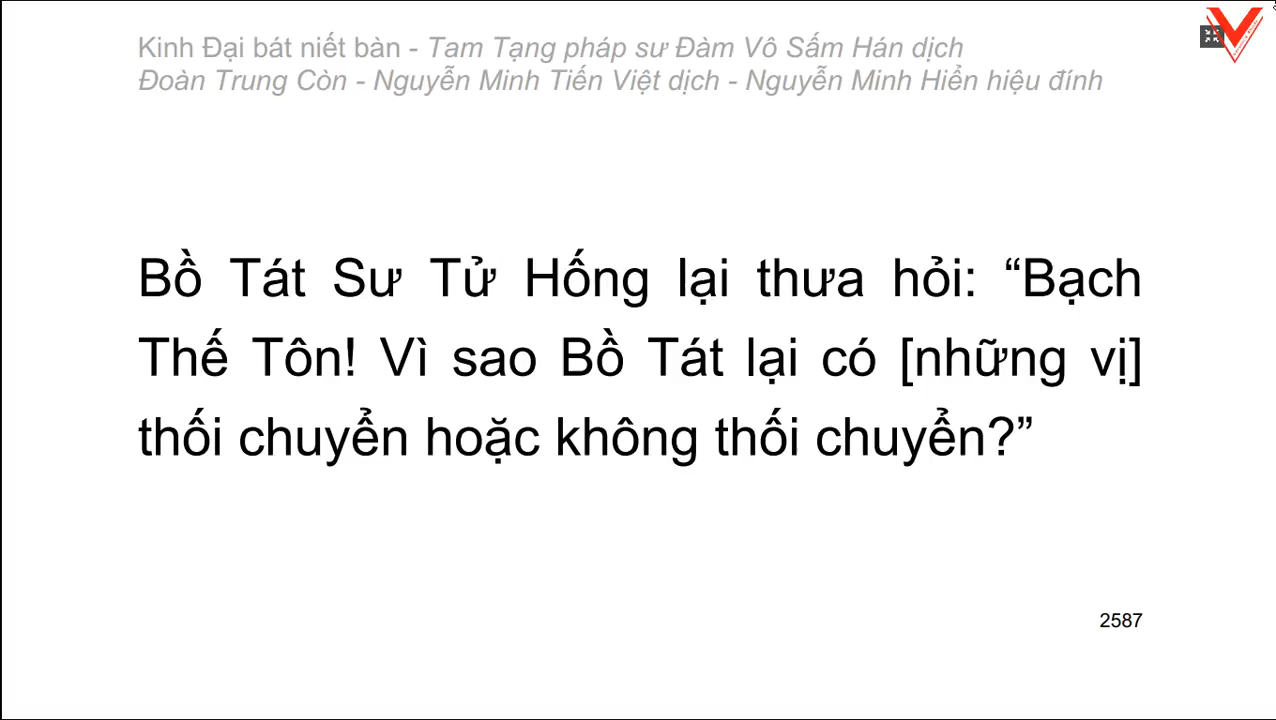 Kinh Đại bát niết bàn - Tam Tạng pháp sư Đàm Vô Sấm Hán dịch
Đoàn Trung Còn - Nguyễn Minh Tiến Việt dịch - Nguyễn Minh Hiển hiệu đính
Bồ Tát Sư Tử Hống lại thưa hỏi: “Bạch
Thế Tôn! Vì sao Bồ Tát lại có [những vị]
thối chuyển hoặc không thối chuyển?”
2587